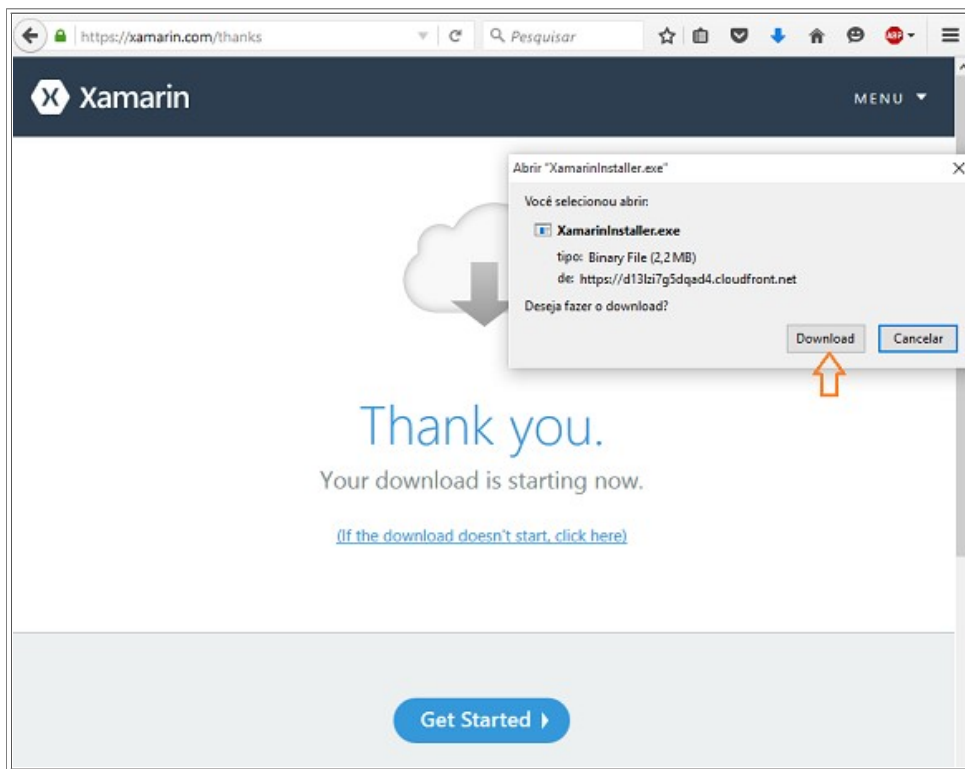 https://xamarin.com/thanks
Pesquisar
ABP
Xamarin
MENU
Abrir "XamarinInstaller.exe"
Você selecionou abrir:
XamarinInstaller.exe
tipo: Binary File (2,2 MB)
de: https://d13lzi7g5dqad4.cloudfront.net
Deseja fazer o download?
Download
Cancelar
Thank you.
Your download is starting now.
(If the download doesn't start, click here)
Get Started